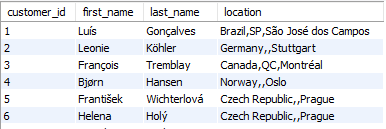 customer_id first_name last_name location
1 Luís Gonçalves Brazil,SP,São José dos Campos
2 Leonie Köhler Germany,,Stuttgart
3 François Tremblay Canada,QC,Montréal
4 Bjørn Hansen Norway,,Oslo
5 František Wichterlová Czech Republic,,Prague
6 Helena Holý Czech Republic,,Prague